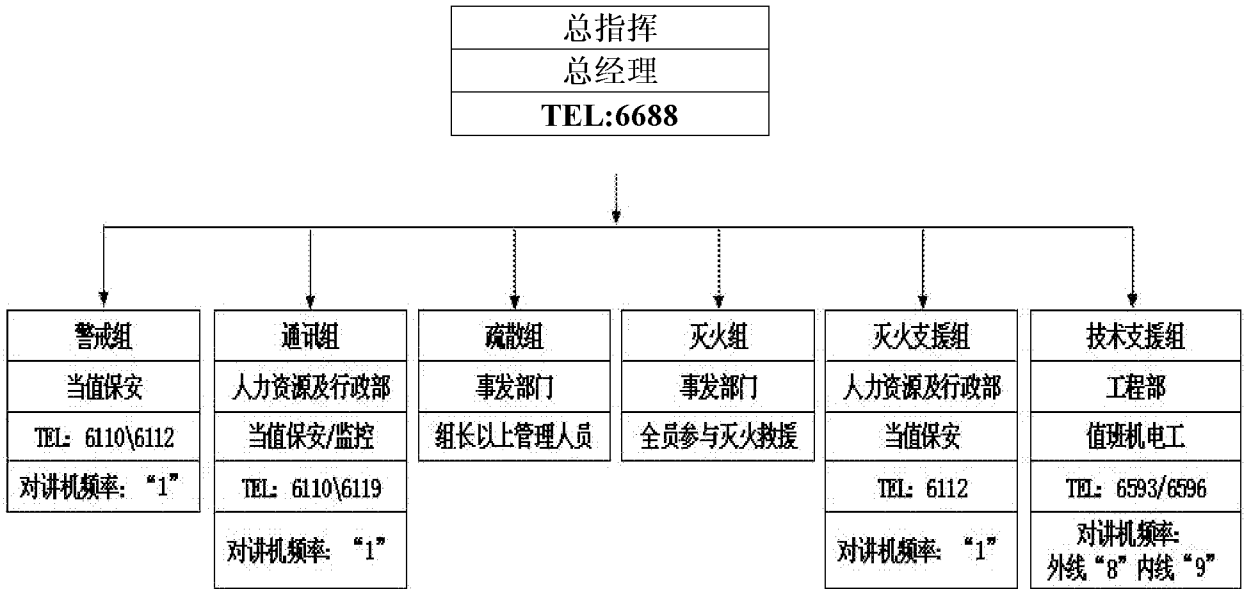 总指挥
总经理
TEL:6688
警戒组
当值保安
TEL: 6110\6112
对讲机频率: “1”
通讯组
人力资源及行政部
当值保安/监控
TEL: 6110\6119
对讲机频率: “1”
疏散组
事发部门
组长以上管理人员
灭火组
事发部门
全员参与灭火救援
灭火支援组
人力资源及行政部
当值保安
TEL: 6112
对讲机频率: “1”
技术支援组
工程部
值班机电工
TEL: 6593/6596
对讲机频率:
外线“8”内线“9”